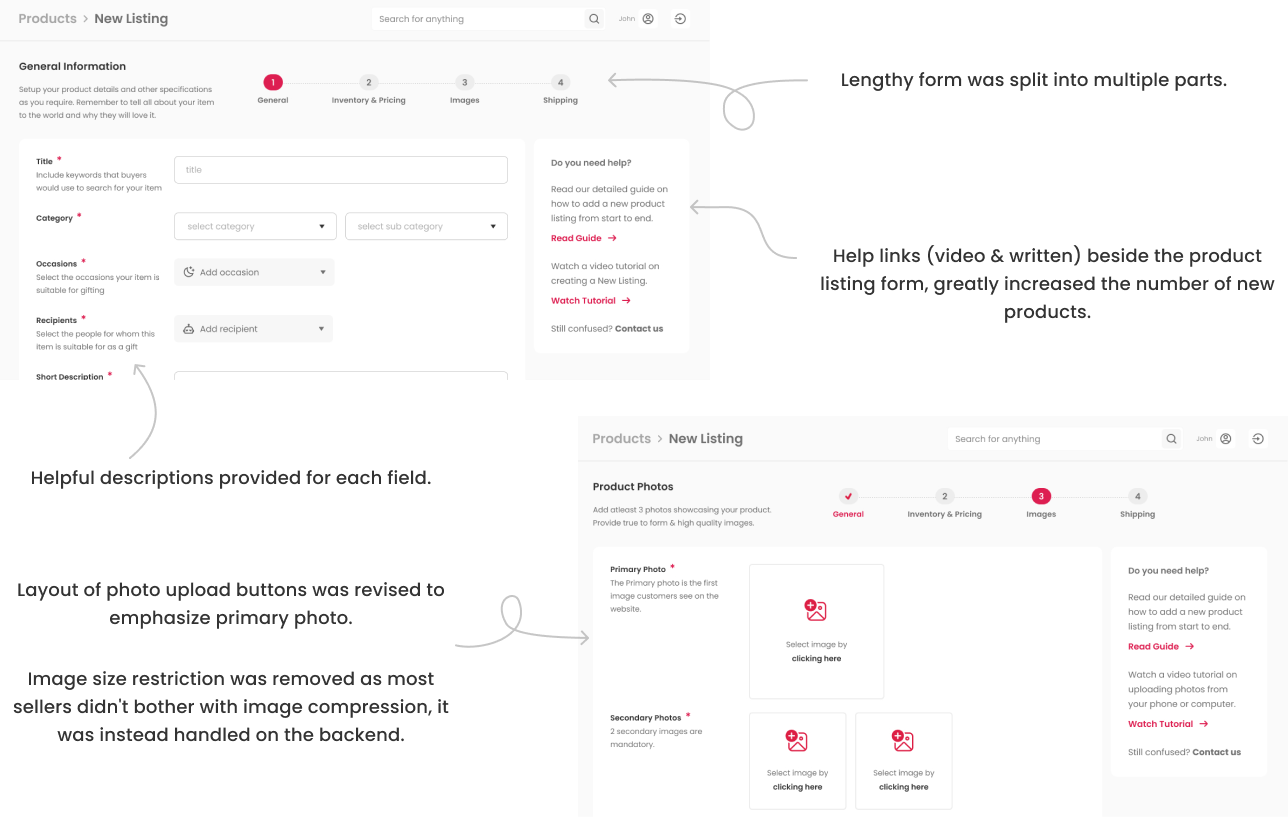 Products > New Listing
Search for anything
John
General Information
Setup your product details and other specifications
as you require. Remember to tell all about your item
to the world and why they will love it.
1 2 3 4
General Inventory & Pricing Images Shipping
Lengthy form was split into multiple parts.
Title *
Include keywords that buyers
would use to search for your item
title
Category *
select category
select sub category
Occasions *
Select the occasions your item is
suitable for gifting
Add occasion
Recipients *
Select the people for whom this
item is suitable for as a gift
Add recipient
Short Description *
Do you need help?
Read our detailed guide on
how to add a new product
listing from start to end.
Read Guide →
Watch a video tutorial on
creating a New Listing.
Watch Tutorial →
Still confused? Contact us
Help links (video & written) beside the product
listing form, greatly increased the number of new
products.
Helpful descriptions provided for each field.
Products > New Listing
Search for anything
John
Product Photos
Add atleast 3 photos showcasing your product.
Provide true to form & high quality images.
2 3 4
General Inventory & Pricing Images Shipping
Layout of photo upload buttons was revised to
emphasize primary photo.
Image size restriction was removed as most
sellers didn't bother with image compression, it
was instead handled on the backend.
Primary Photo *
The Primary photo is the first
image customers see on the
website.
Select image by
clicking here
Secondary Photos *
2 secondary images are
mandatory.
Select image by
clicking here
Select image by
clicking here
Do you need help?
Read our detailed guide on
how to add a new product
listing from start to end.
Read Guide →
Watch a video tutorial on
uploading photos from
your phone or computer.
Watch Tutorial →
Still confused? Contact us